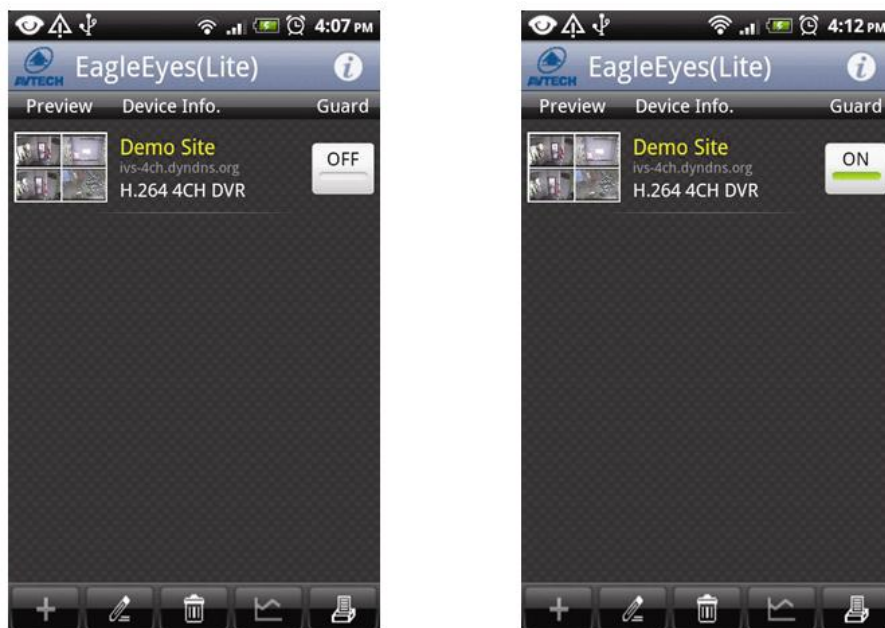 4:07 PM
AVTECH EagleEyes(Lite)
Preview Device Info. Guard
Demo Site
ivs-4ch.dyndns.org
H.264 4CH DVR
OFF
4:12 PM
AVTECH EagleEyes(Lite)
Preview Device Info. Guard
Demo Site
ivs-4ch.dyndns.org
H.264 4CH DVR
ON